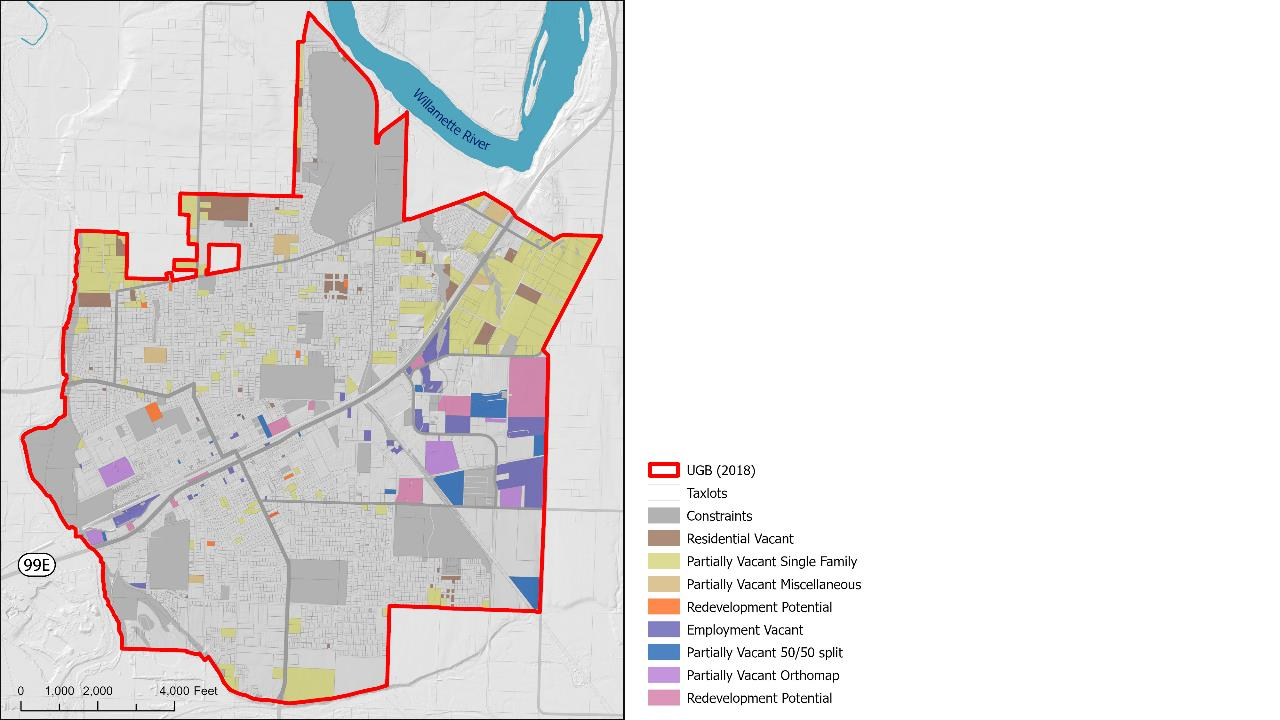 Willamette River
99E
0 1,000 2,000 4,000 Feet
UGB (2018)
Taxlots
Constraints
Residential Vacant
Partially Vacant Single Family
Partially Vacant Miscellaneous
Redevelopment Potential
Employment Vacant
Partially Vacant 50/50 split
Partially Vacant Orthomap
Redevelopment Potential